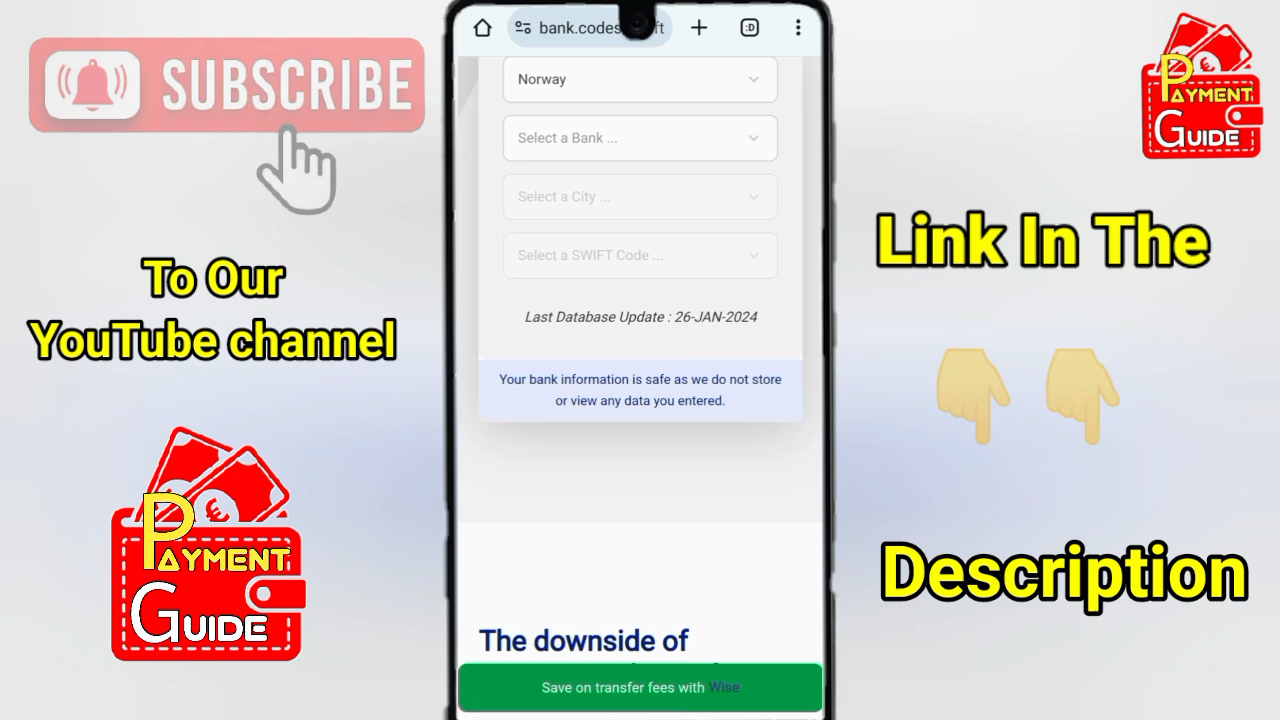 SUBSCRIBE
To Our
YouTube channel
PAYMENT
GUIDE
bank.codes
ft
:D
Norway
Select a Bank ...
Select a City ...
Select a SWIFT Code ...
Last Database Update : 26-JAN-2024
Your bank information is safe as we do not store
or view any data you entered.
The downside of
Save on transfer fees with Wise
PAYMENT
GUIDE
Link In The
Description